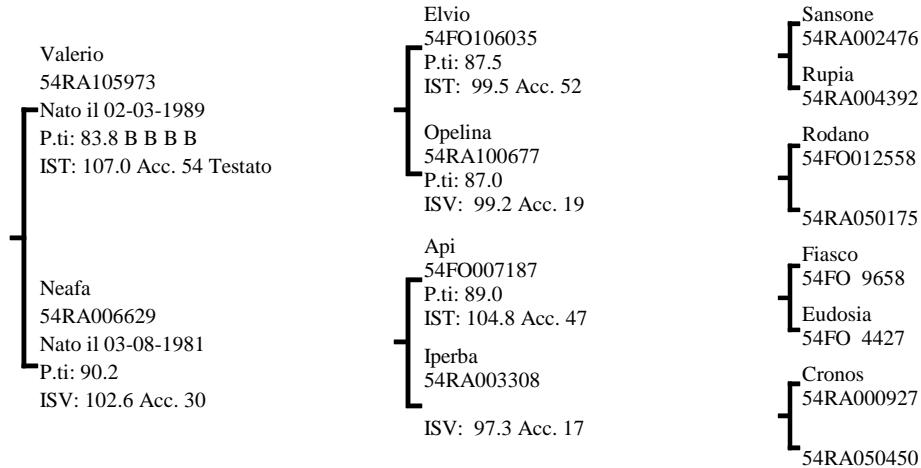 Valerio
54RA105973
Nato il 02-03-1989
P.ti: 83.8 B B B B
IST: 107.0 Acc. 54 Testato
Neafa
54RA006629
Nato il 03-08-1981
P.ti: 90.2
ISV: 102.6 Acc. 30
Elvio
54FO106035
P.ti: 87.5
IST: 99.5 Acc. 52
Opelina
54RA100677
P.ti: 87.0
ISV: 99.2 Acc. 19
Api
54FO007187
P.ti: 89.0
IST: 104.8 Acc. 47
Iperba
54RA003308
ISV: 97.3 Acc. 17
Sansone
54RA002476
Rupia
54RA004392
Rodano
54FO012558
54RA050175
Fiasco
54FO 9658
Eudosia
54FO 4427
Cronos
54RA000927
54RA050450